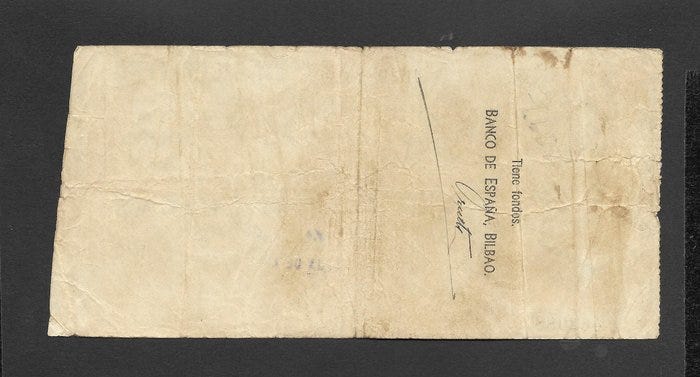 Tiene fondos.
BANCO DE ESPAÑA, BILBAO.